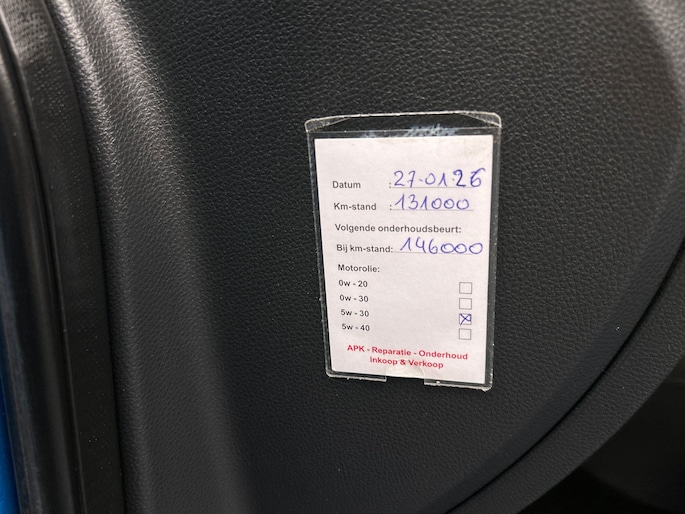 Datum : 27-01-26
Km-stand : 131000
Volgende onderhoudsbeurt:
Bij km-stand: 146000
Motorolie:
0w - 20
0w - 30
5w - 30
5w - 40
APK - Reparatie - Onderhoud
Inkoop & Verkoop